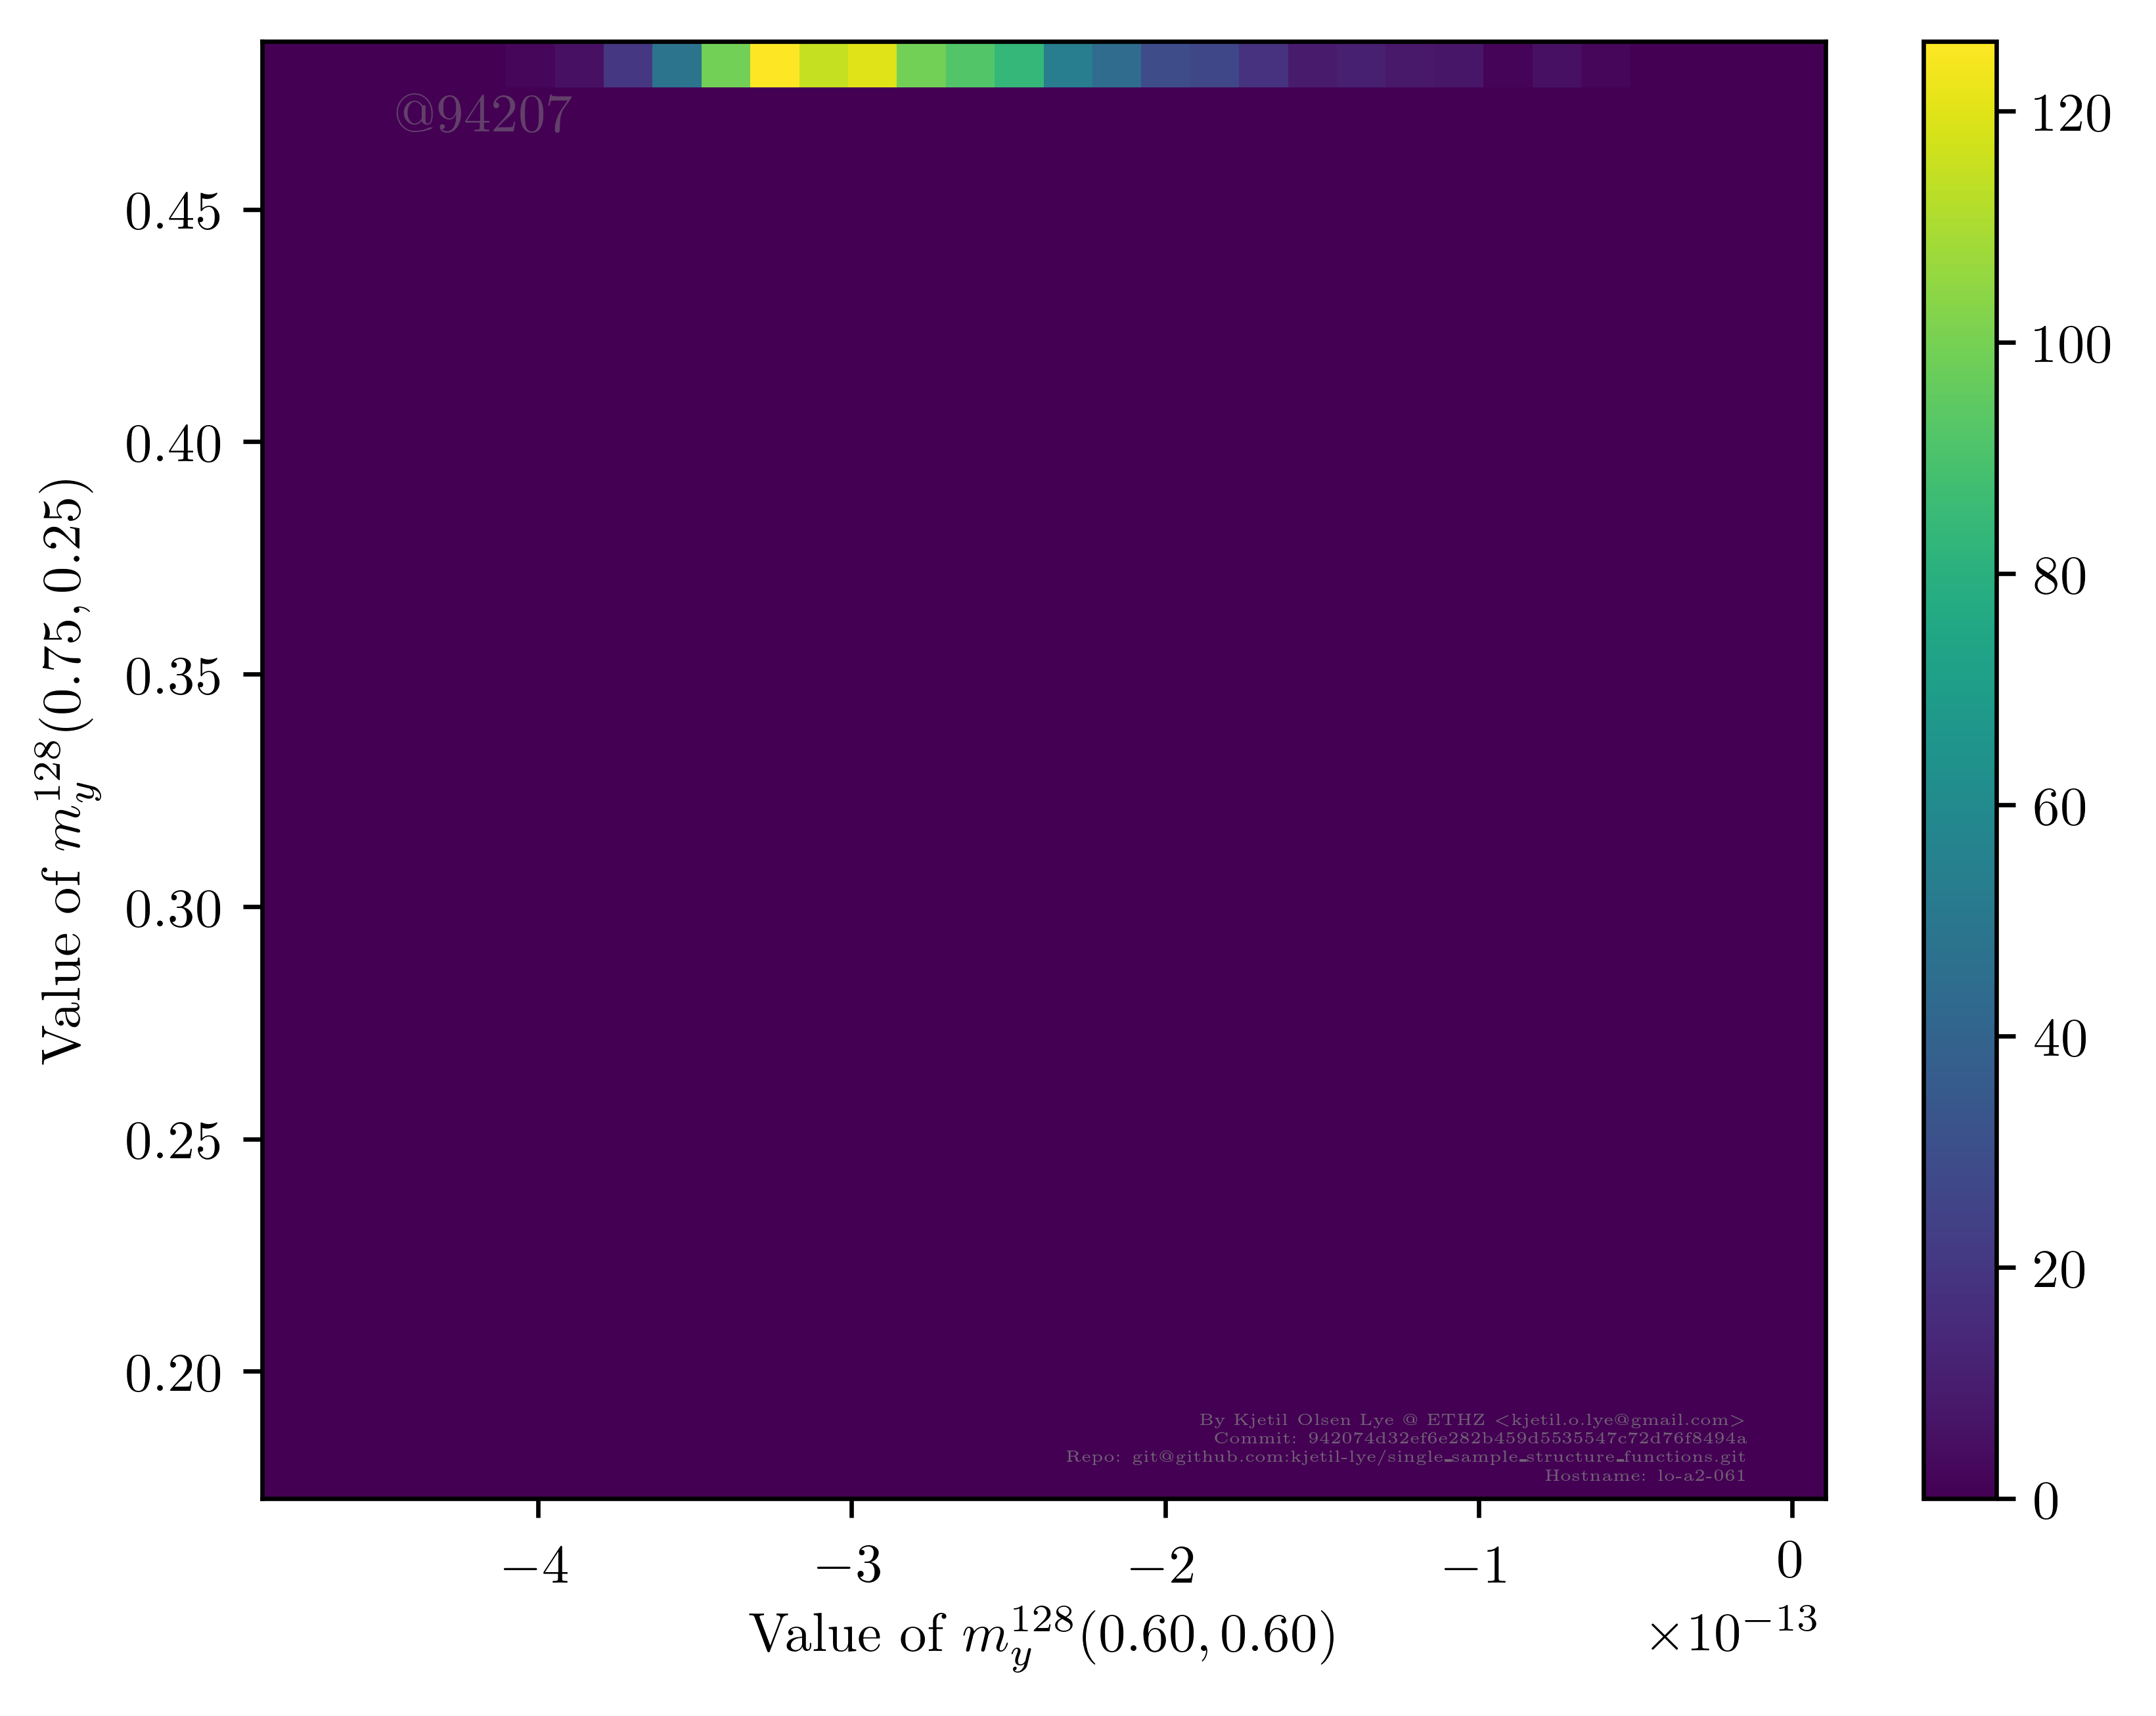 @94207
0.45
0.40
0.35
0.30
0.25
0.20
Value of $m_y^{128}(0.75, 0.25)$
120
100
80
60
40
20
0
By Kjetil Olsen Lye @ ETHZ <kjetil.o.lye@gmail.com>
Commit: 942074d32ef6e282b459d5535547c72d76f8494a
Repo: git@github.com:kjetil-lye/single_sample_structure_functions.git
Hostname: lo-a2-061
−4 −3 −2 −1 0
×10⁻¹³
Value of $m_y^{128}(0.60, 0.60)$